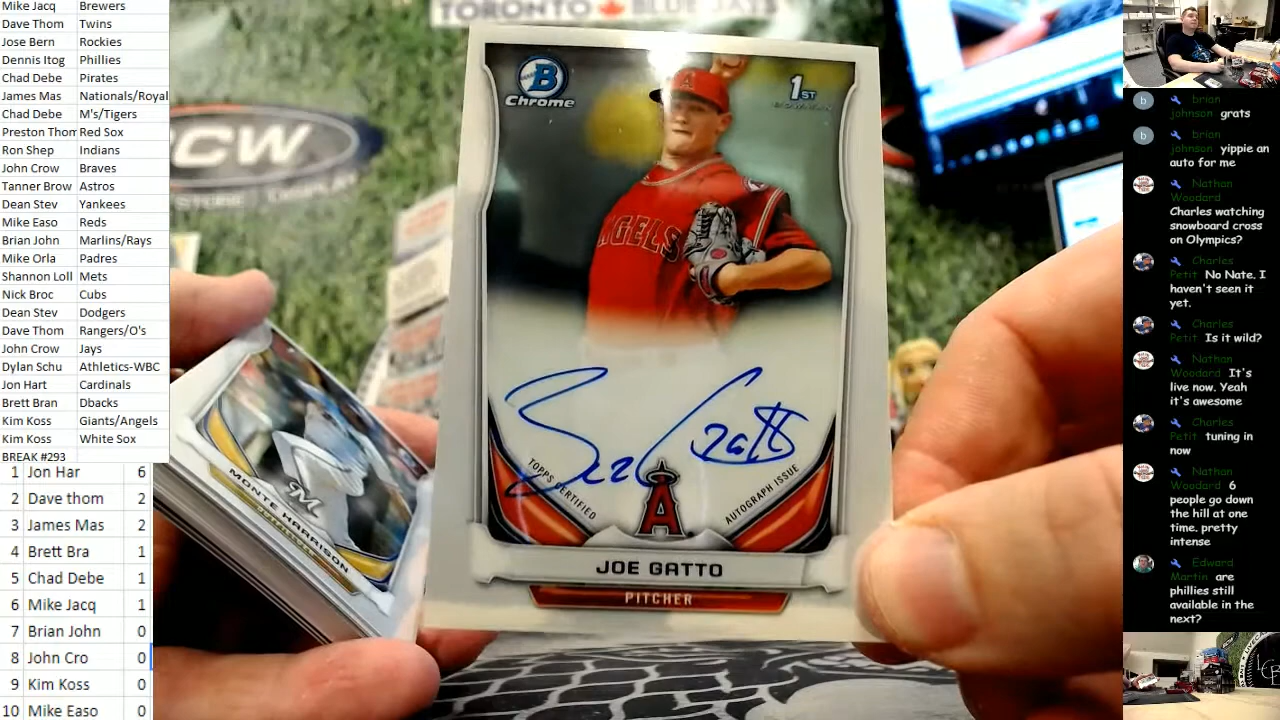 Mike Jacq Brewers
Dave Thom Twins
Jose Bern Rockies
Dennis Itog Phillies
Chad Debe Pirates
James Mas Nationals/Royal
Chad Debe M's/Tigers
Preston Thom Red Sox
Ron Shep Indians
John Crow Braves
Tanner Brow Astros
Dean Stev Yankees
Mike Easo Reds
Brian John Marlins/Rays
Mike Orla Padres
Shannon Loll Mets
Nick Broc Cubs
Dean Stev Dodgers
Dave Thom Rangers/O's
John Crow Jays
Dylan Schu Athletics-WBC
Jon Hart Cardinals
Brett Bran Dbacks
Kim Koss Giants/Angels
Kim Koss White Sox
BREAK #293
1 Jon Har 6
2 Dave thom 2
3 James Mas 2
4 Brett Bra 1
5 Chad Debe 1
6 Mike Jacq 1
7 Brian John 0
8 John Cro 0
9 Kim Koss 0
10 Mike Easo 0
TORONTO BLUE JAYS
CW
B
Chrome
1ST
BOWMAN
A
ANGELS
TOPPS CERTIFIED
AUTOGRAPH ISSUE
A
JOE GATTO
PITCHER
M
MONTE HARRISON
b brian
johnson grats
b brian
johnson yippie an
auto for me
Nathan
Woodard
Charles watching
snowboard cross
on Olympics?
Charles
Petit No Nate. I
haven't seen it
yet.
Charles
Petit Is it wild?
Nathan
Woodard It's
live now. Yeah
it's awesome
Charles
Petit tuning in
now
Nathan
Woodard 6
people go down
the hill at one
time. pretty
intense
Edward
Martin are
phillies still
available in the
next?